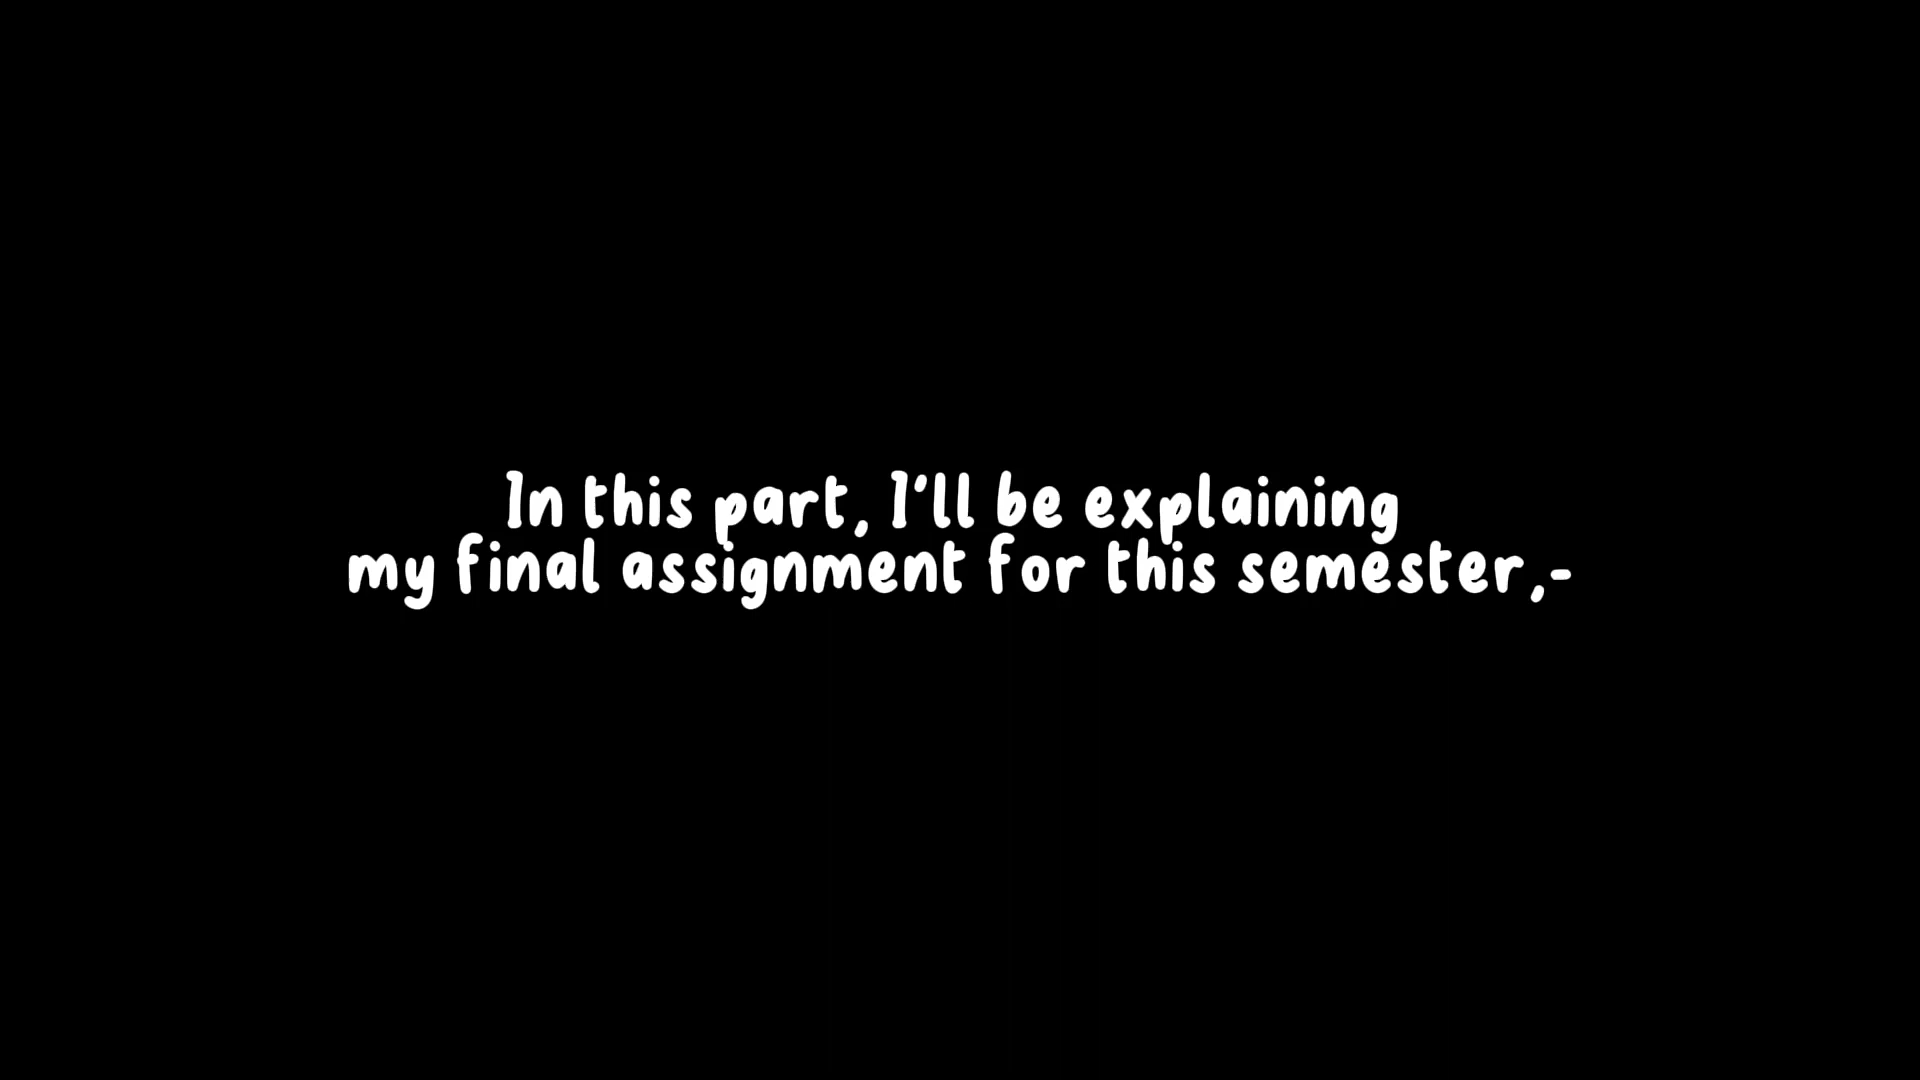 In this part, I'll be explaining
my final assignment for this semester,-